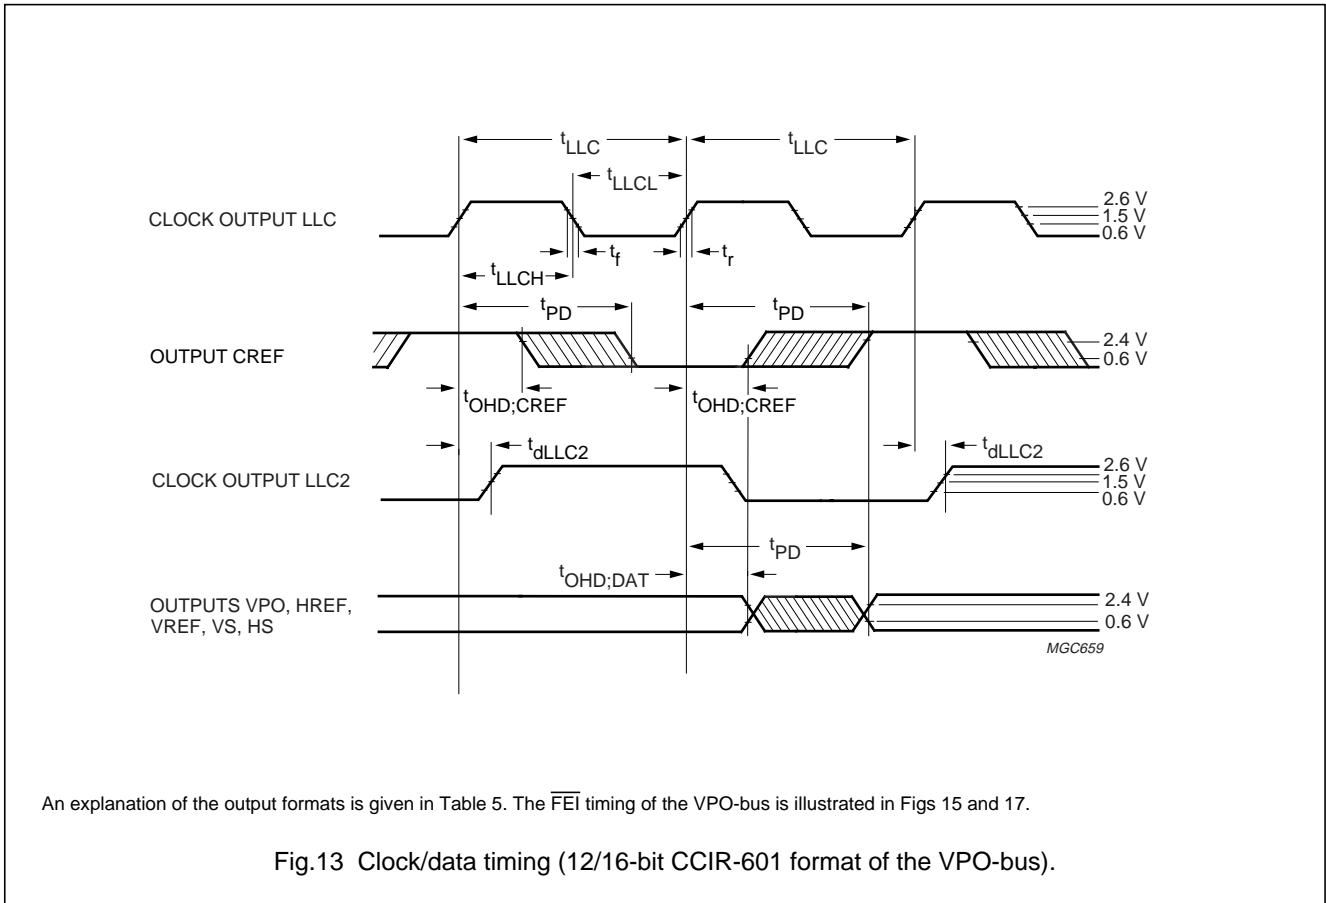 tLLC tLLC
tLLCL
CLOCK OUTPUT LLC
2.6 V
1.5 V
0.6 V
tf tr
tLLCH
tPD tPD
OUTPUT CREF
2.4 V
0.6 V
tOHD;CREF tOHD;CREF
tdLLC2 tdLLC2
CLOCK OUTPUT LLC2
2.6 V
1.5 V
0.6 V
tPD
tOHD;DAT
OUTPUTS VPO, HREF,
VREF, VS, HS
2.4 V
0.6 V
MGC659
An explanation of the output formats is given in Table 5. The F̅E̅I̅ timing of the VPO-bus is illustrated in Figs 15 and 17.
Fig.13 Clock/data timing (12/16-bit CCIR-601 format of the VPO-bus).